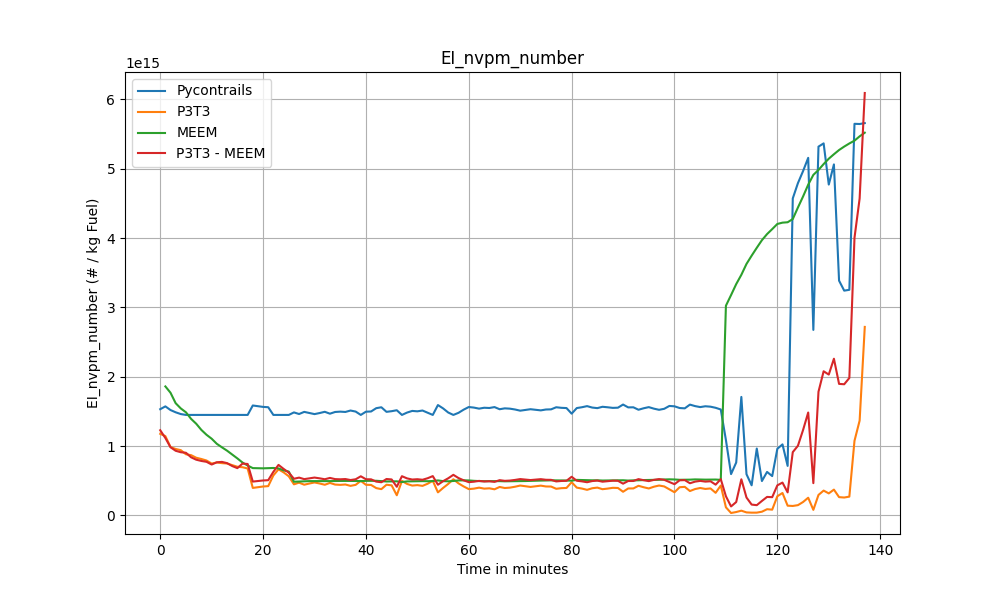 EI_nvpm_number
1e15
Pycontrails
P3T3
MEEM
P3T3 - MEEM
6
5
4
3
2
1
0
EI_nvpm_number (# / kg Fuel)
0 20 40 60 80 100 120 140
Time in minutes